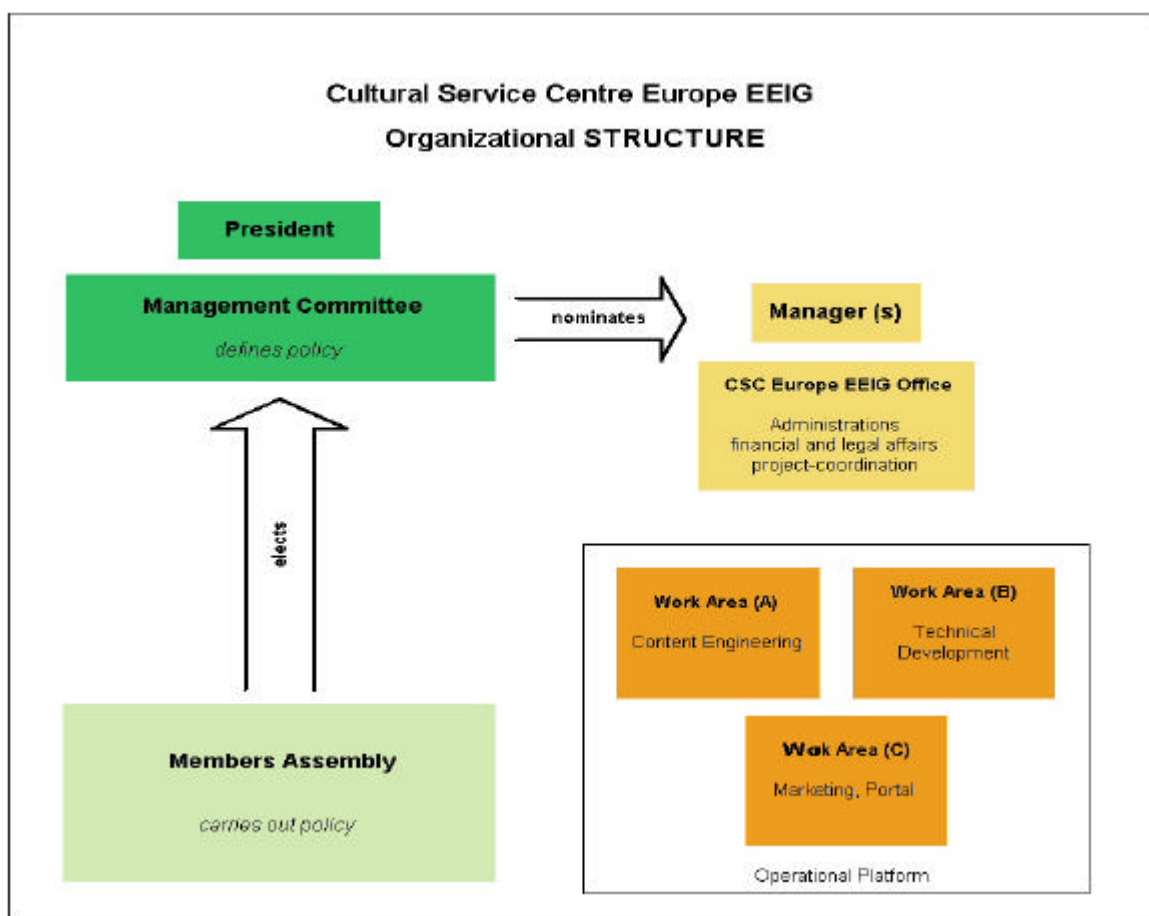 Cultural Service Centre Europe EEIG
Organizational STRUCTURE
President
Management Committee
defines policy
nominates
Manager (s)
CSC Europe EEIG Office
Administrations
financial and legal affairs
project-coordination
elects
Members Assembly
carries out policy
Work Area (A)
Content Engineering
Work Area (B)
Technical
Development
Wok Area (C)
Marketing, Portal
Operational Platform